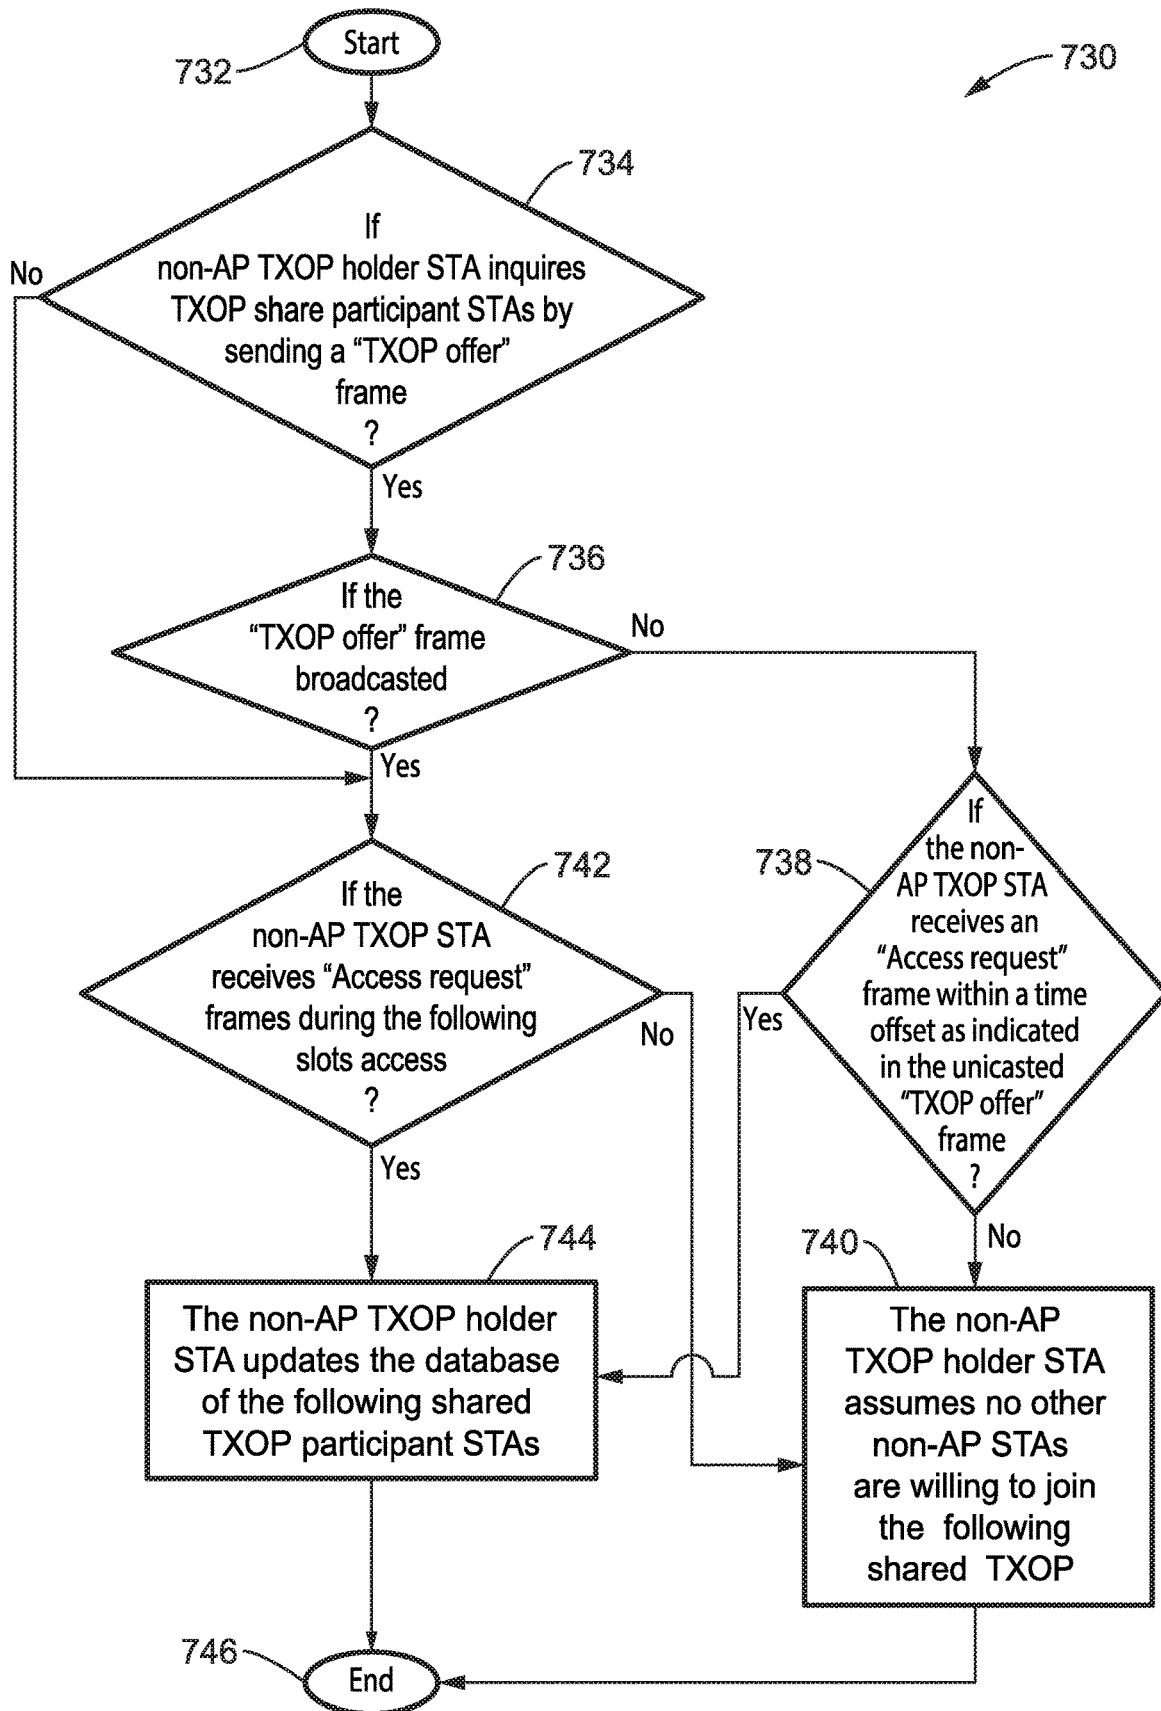 Start
732
730
734
If
non-AP TXOP holder STA inquires
TXOP share participant STAs by
sending a “TXOP offer”
frame
?
No
Yes
736
If the
“TXOP offer” frame
broadcasted
?
No
Yes
742
If the
non-AP TXOP STA
receives “Access request”
frames during the following
slots access
?
No
Yes
738
If
the non-
AP TXOP STA
receives an
“Access request”
frame within a time
offset as indicated
in the unicasted
“TXOP offer”
frame
?
Yes
No
744
The non-AP TXOP holder
STA updates the database
of the following shared
TXOP participant STAs
740
The non-AP
TXOP holder STA
assumes no other
non-AP STAs
are willing to join
the following
shared TXOP
746
End